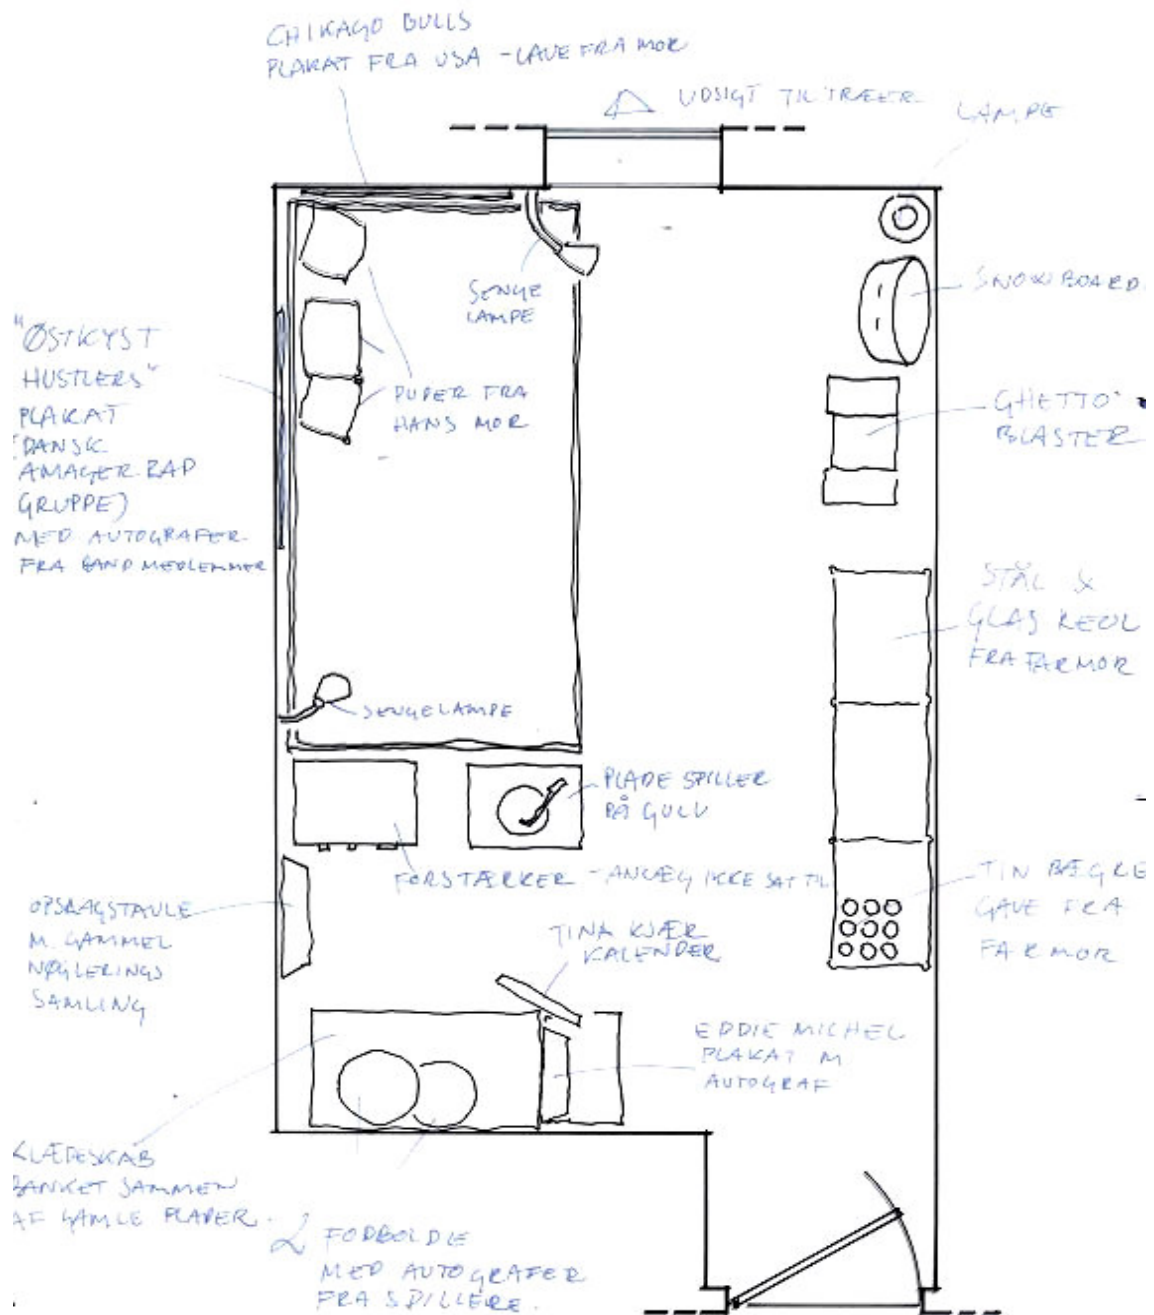 CHIKAGO BULLS
PLAKAT FRA USA - GAVE FRA MOR
UDSIGT TIL TRÆER
LAMPE
SENGE
LAMPE
SNOWBOARD
"ØSTKYST
HUSTLERS"
PLAKAT
(DANSK
AMAGER RAP
GRUPPE)
MED AUTOGRAFER
FRA BAND MEDLEMMER
PUDER FRA
HANS MOR
GHETTO
BLASTER
STÅL &
GLAS REOL
FRA FARMOR
SENGELAMPE
PLADE SPILLER
PÅ GULV
FORSTÆRKER - ANLÆG IKKE SAT TIL
TIN BÆGRE
GAVE FRA
FARMOR
OPSLAGSTAVLE
M. GAMMEL
NØGLERINGS
SAMLING
TINA KJÆR
KALENDER
EDDIE MICHEL
PLAKAT M
AUTOGRAF
KLÆDESKAB
BANKET SAMMEN
AF GAMLE PLADER.
2 FODBOLDE
MED AUTOGRAFER
FRA SPILLERE.